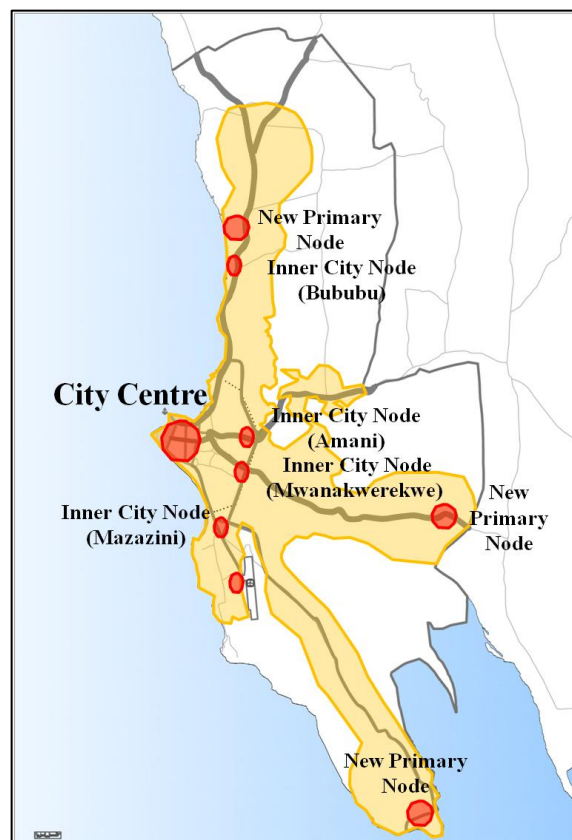 New Primary
Node
Inner City Node
(Bububu)
City Centre
Inner City Node
(Amani)
Inner City Node
(Mwanakwerekwe)
New
Primary
Node
Inner City Node
(Mazazini)
New Primary
Node